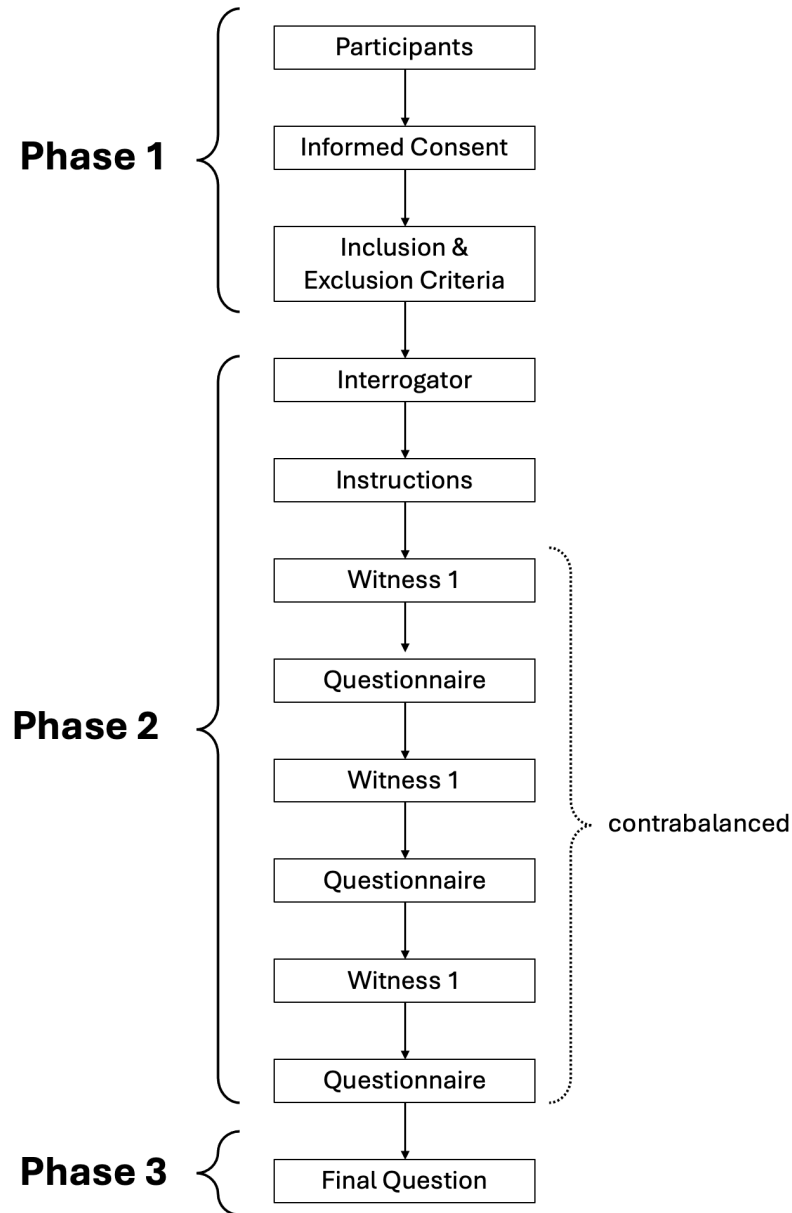 Phase 1
Participants
Informed Consent
Inclusion &
Exclusion Criteria
Phase 2
Interrogator
Instructions
Witness 1
Questionnaire
Witness 1
Questionnaire
Witness 1
Questionnaire
contrabalanced
Phase 3
Final Question